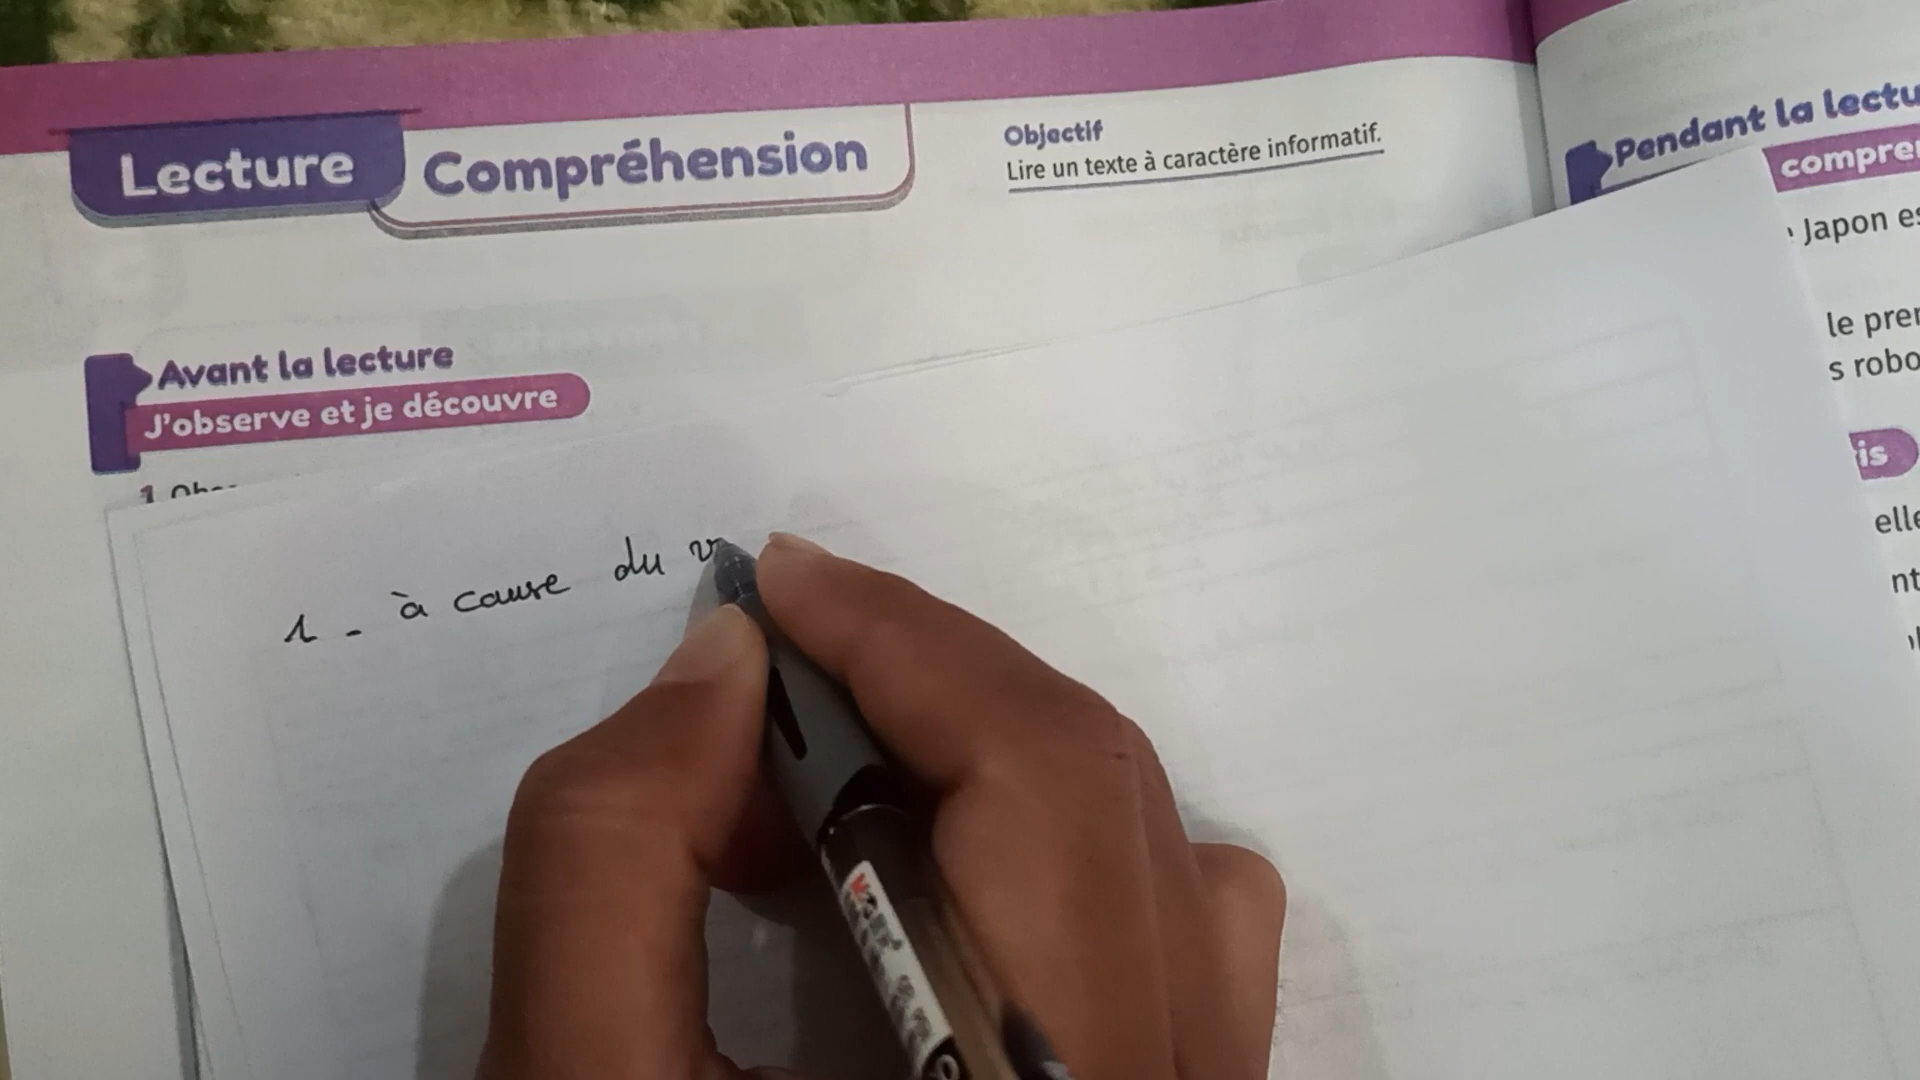 Lecture Compréhension
Objectif
Lire un texte à caractère informatif.
Avant la lecture
J'observe et je découvre
1
1 - à cause du v
Pendant la lectu
compre
Japon es
le pre
s robo
is
elle
nt